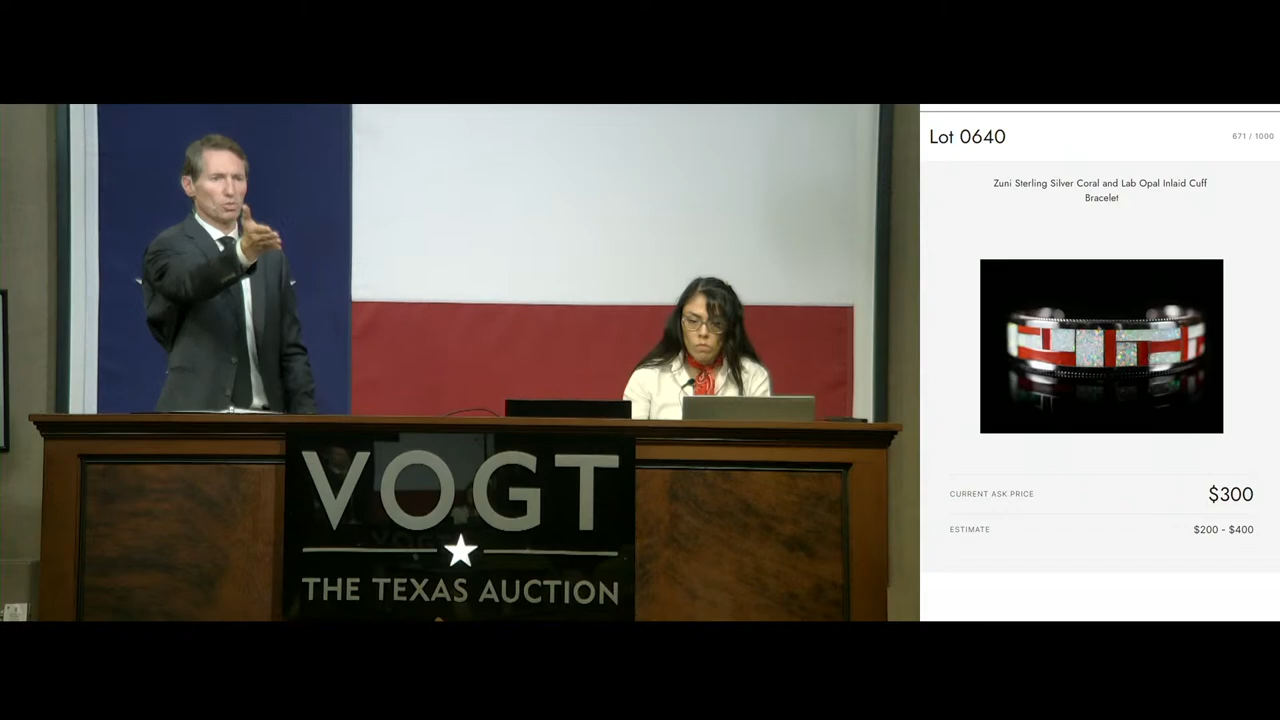 Lot 0640
671 / 1000
Zuni Sterling Silver Coral and Lab Opal Inlaid Cuff
Bracelet
CURRENT ASK PRICE
$300
ESTIMATE
$200 - $400
VOGT
THE TEXAS AUCTION